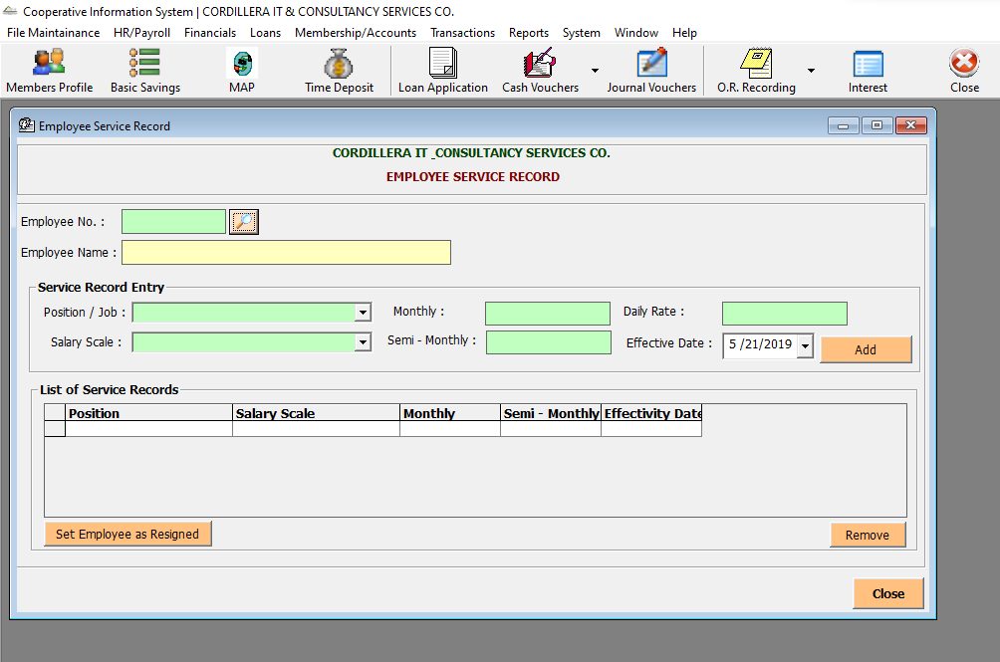 Cooperative Information System | CORDILLERA IT & CONSULTANCY SERVICES CO.
File Maintainance HR/Payroll Financials Loans Membership/Accounts Transactions Reports System Window Help
Members Profile Basic Savings MAP Time Deposit Loan Application Cash Vouchers Journal Vouchers O.R. Recording Interest Close
Employee Service Record
CORDILLERA IT _CONSULTANCY SERVICES CO.
EMPLOYEE SERVICE RECORD
Employee No. :
Employee Name :
Service Record Entry
Position / Job : Monthly : Daily Rate :
Salary Scale : Semi - Monthly : Effective Date : 5 /21/2019 Add
List of Service Records
Position Salary Scale Monthly Semi - Monthly Effectivity Date
Set Employee as Resigned Remove
Close